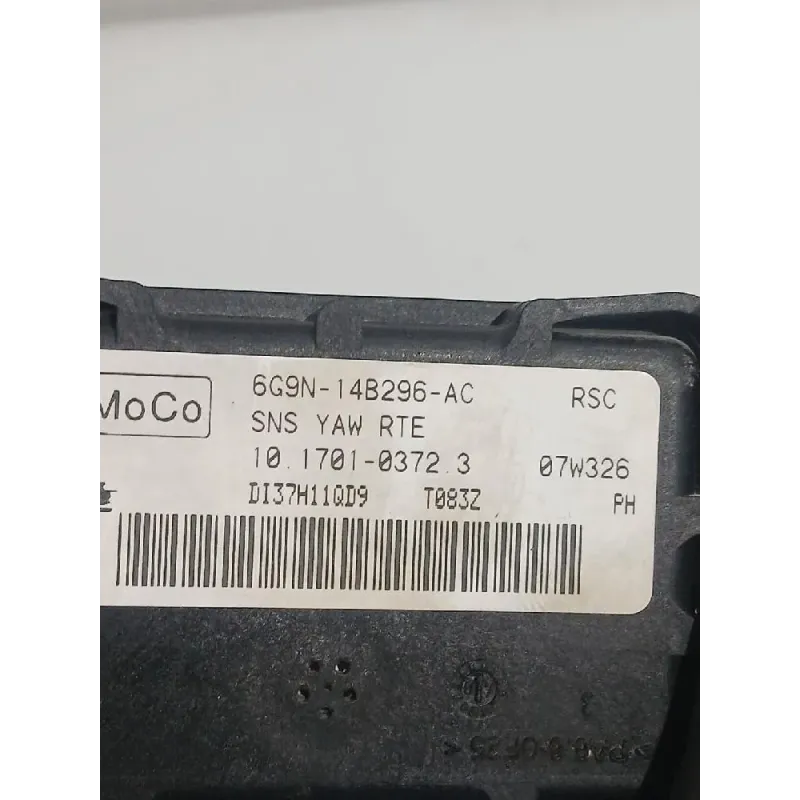 MoCo
6G9N-14B296-AC RSC
SNS YAW RTE
10.1701-0372.3 07W326
DI37H11QD9 T083Z PH